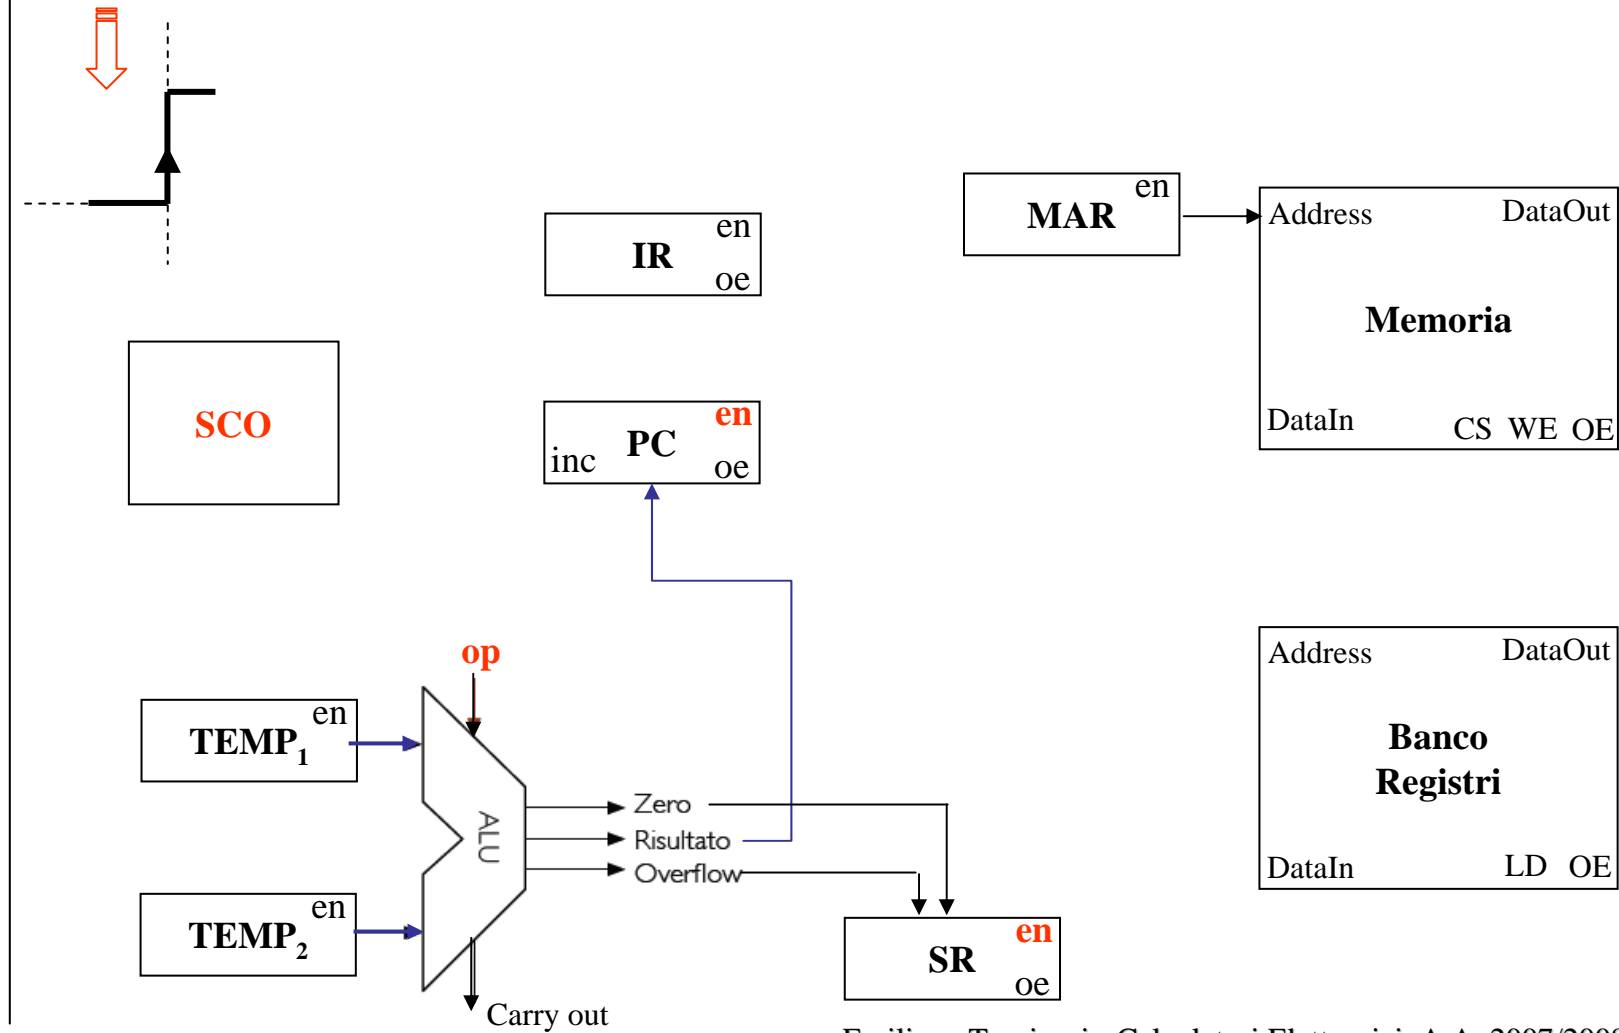 en
MAR
Address DataOut
en
IR
oe
Memoria
SCO
en
inc PC
oe
DataIn CS WE OE
op
Address DataOut
en
TEMP1
Banco
Registri
Zero
ALU
Risultato
Overflow
DataIn LD OE
en
TEMP2
en
SR
oe
Carry out